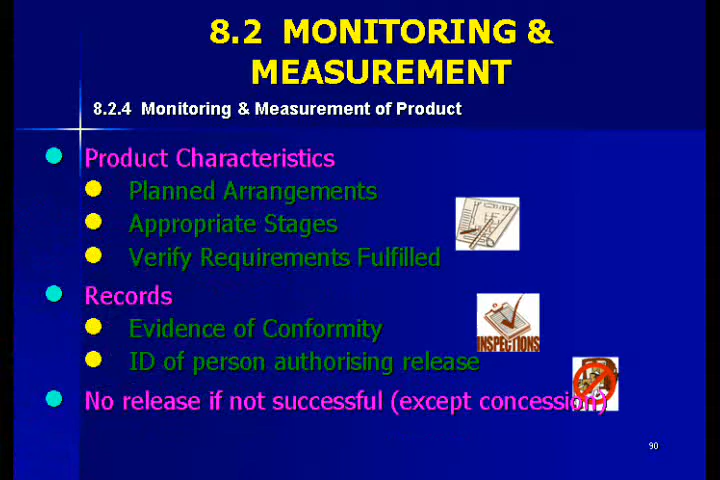 8.2 MONITORING &
MEASUREMENT
8.2.4 Monitoring & Measurement of Product
Product Characteristics
Planned Arrangements
Appropriate Stages
Verify Requirements Fulfilled
Records
Evidence of Conformity
INSPECTIONS
ID of person authorising release
No release if not successful (except concession)
90